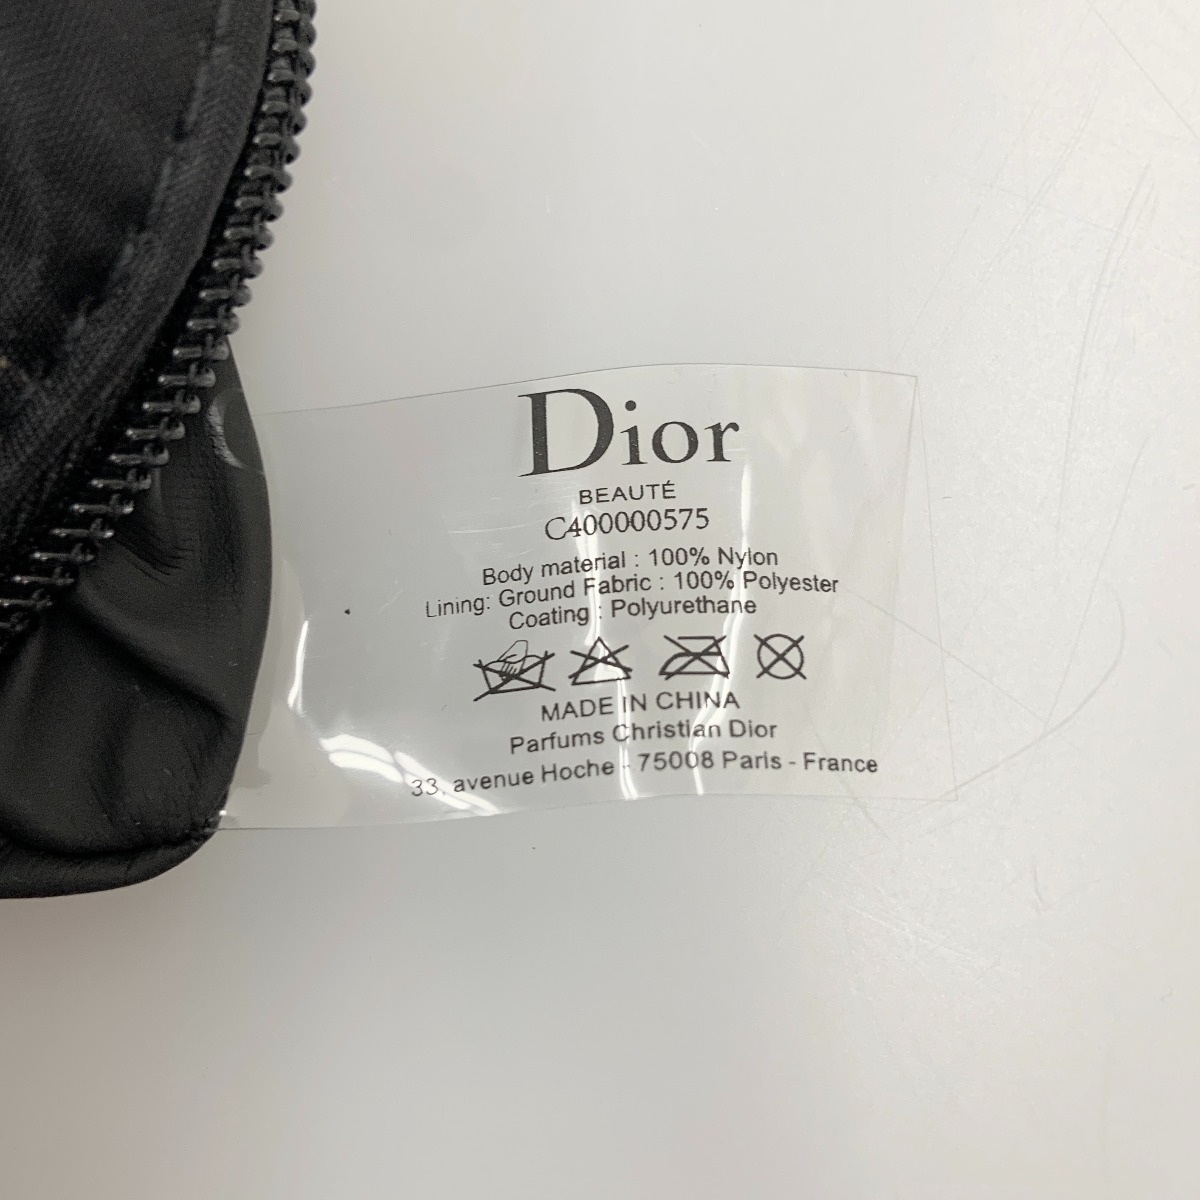 Dior
BEAUTÉ
C400000575
Body material : 100% Nylon
Lining: Ground Fabric : 100% Polyester
Coating : Polyurethane
MADE IN CHINA
Parfums Christian Dior
33, avenue Hoche - 75008 Paris - France